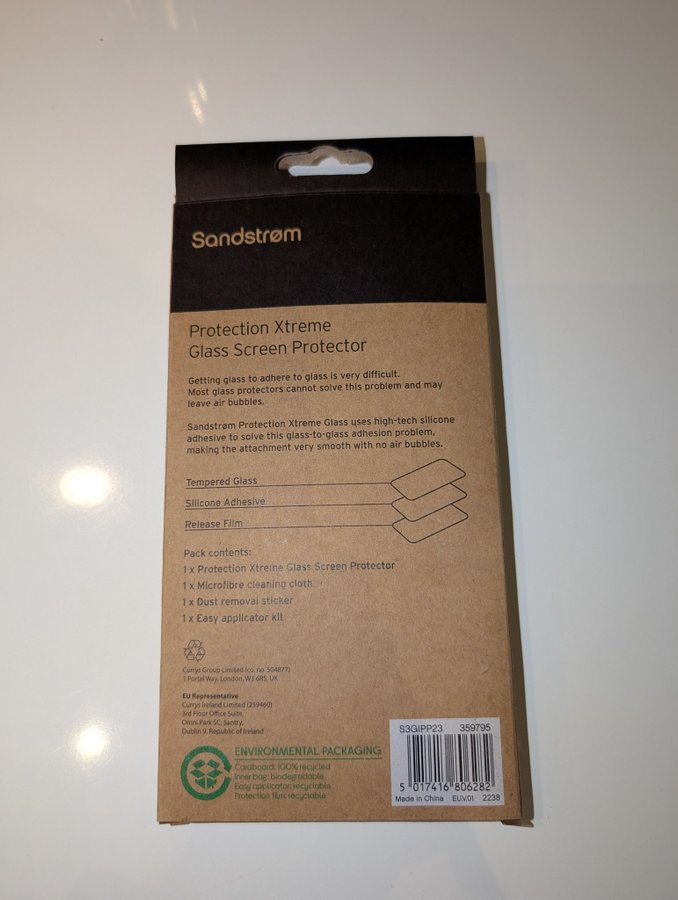 Sandstrøm
Protection Xtreme
Glass Screen Protector
Getting glass to adhere to glass is very difficult.
Most glass protectors cannot solve this problem and may
leave air bubbles.
Sandstrøm Protection Xtreme Glass uses high-tech silicone
adhesive to solve this glass-to-glass adhesion problem,
making the attachment very smooth with no air bubbles.
Tempered Glass
Silicone Adhesive
Release Film
Pack contents:
1 x Protection Xtreme Glass Screen Protector
1 x Microfibre cleaning cloth
1 x Dust removal sticker
1 x Easy applicator kit
Currys Group Limited (co. no. 504877)
1 Portal Way, London, W3 6RS, UK
EU Representative
Currys Ireland Limited (259460)
3rd Floor Office Suite,
Omni Park SC, Santry,
Dublin 9, Republic of Ireland
ENVIRONMENTAL PACKAGING
Cardboard: 100% recycled
Inner bag: biodegradable
Easy applicator: recyclable
Protection film: recyclable
S3GIPP23 359795
5 017416 806282
Made in China EU.V.01 2238